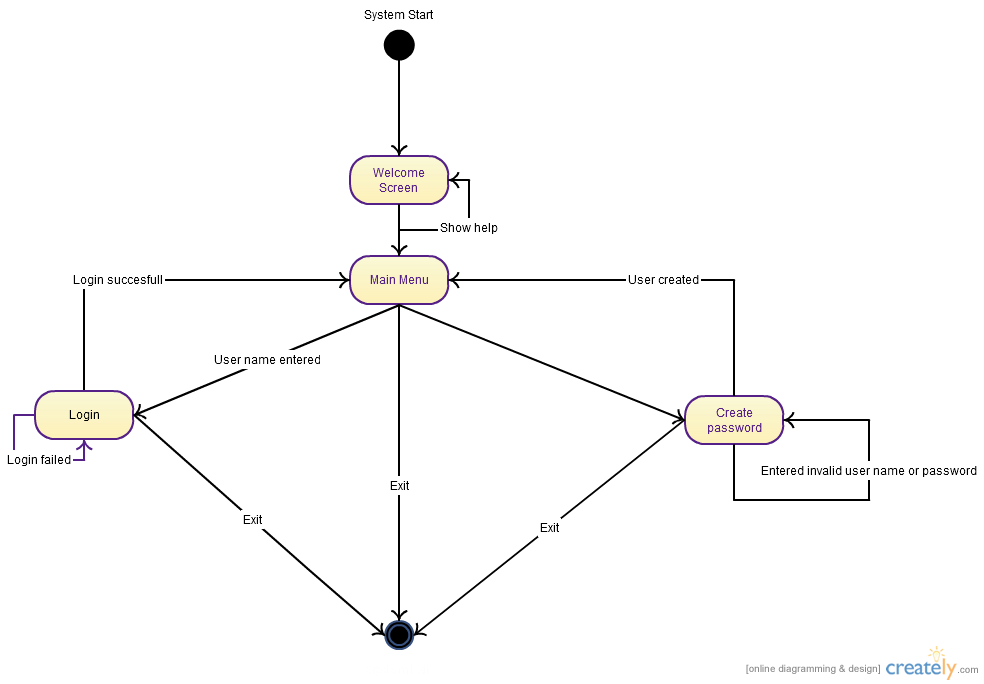 System Start
Welcome
Screen
Show help
Login succesfull
Main Menu
User created
User name entered
Login
Create
password
Login failed
Entered invalid user name or password
Exit
Exit
Exit
[online diagramming & design] creately.com